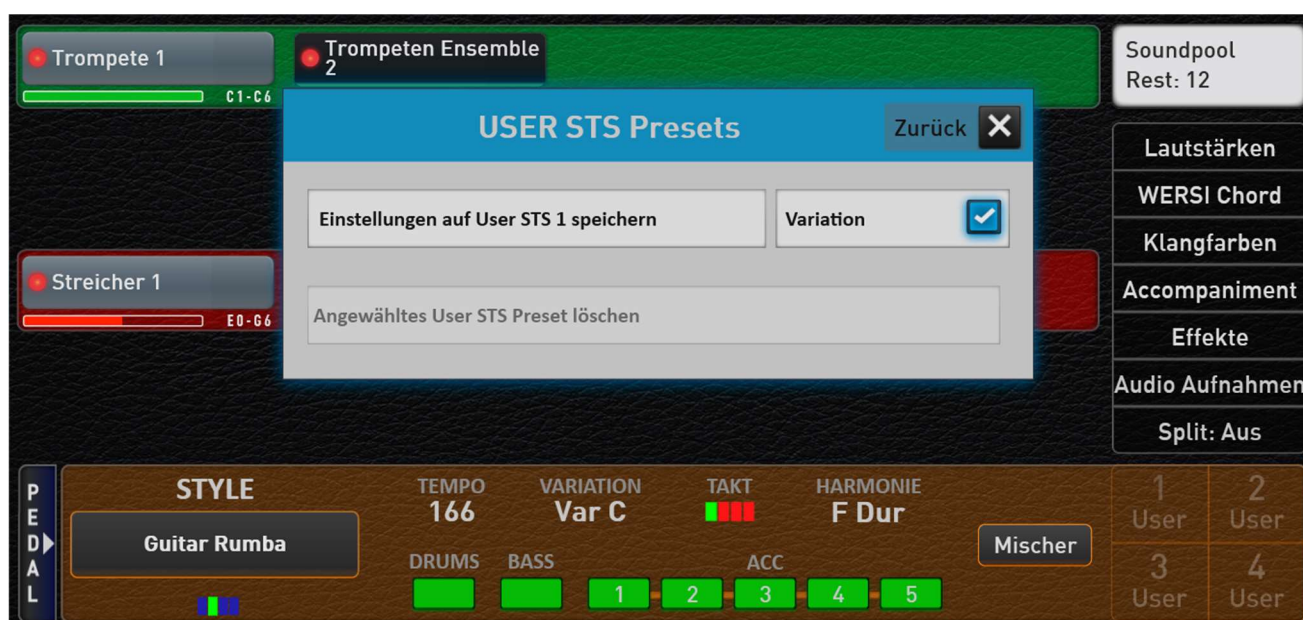 Trompete 1
Trompeten Ensemble
2
C1-C6
Soundpool
Rest: 12
USER STS Presets
Zurück
Einstellungen auf User STS 1 speichern
Variation
Angewähltes User STS Preset löschen
Streicher 1
E0-G6
Lautstärken
WERSI Chord
Klangfarben
Accompaniment
Effekte
Audio Aufnahmen
Split: Aus
PEDAL
STYLE
Guitar Rumba
TEMPO
166
VARIATION
Var C
TAKT
HARMONIE
F Dur
DRUMS
BASS
ACC
1 2 3 4 5
Mischer
1 2
User User
3 4
User User